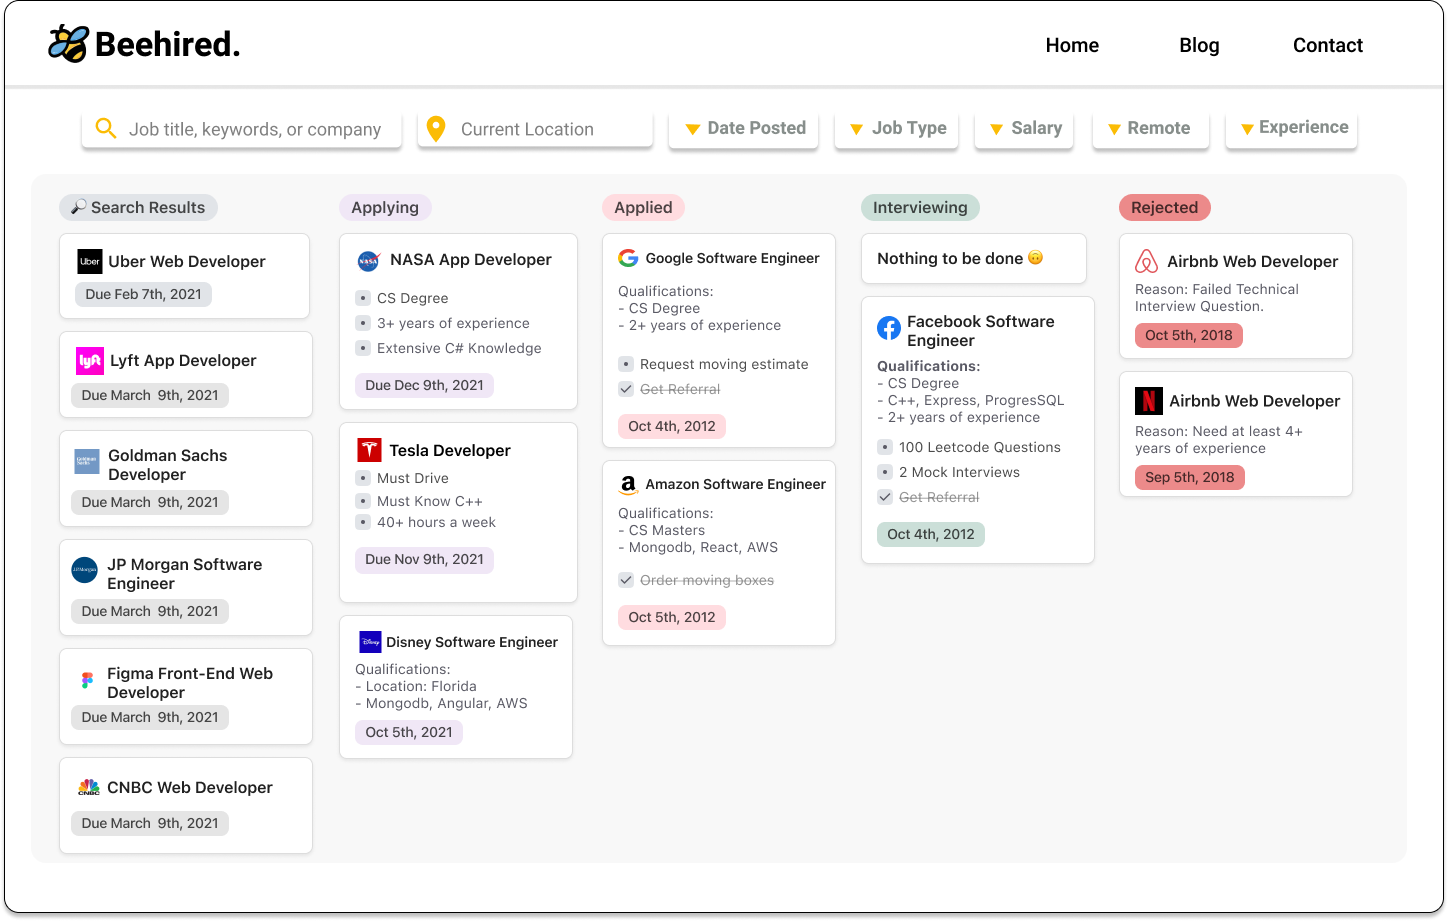 Beehired.
Home
Blog
Contact
Job title, keywords, or company
Current Location
Date Posted
Job Type
Salary
Remote
Experience
Search Results
Uber
Uber Web Developer
Due Feb 7th, 2021
lyft
Lyft App Developer
Due March 9th, 2021
Goldman
Sachs
Goldman Sachs
Developer
Due March 9th, 2021
J.P.Morgan
JP Morgan Software
Engineer
Due March 9th, 2021
Figma Front-End Web
Developer
Due March 9th, 2021
CNBC
CNBC Web Developer
Due March 9th, 2021
Applying
NASA
NASA App Developer
CS Degree
3+ years of experience
Extensive C# Knowledge
Due Dec 9th, 2021
Tesla Developer
Must Drive
Must Know C++
40+ hours a week
Due Nov 9th, 2021
Disney
Disney Software Engineer
Qualifications:
- Location: Florida
- Mongodb, Angular, AWS
Oct 5th, 2021
Applied
Google Software Engineer
Qualifications:
- CS Degree
- 2+ years of experience
Request moving estimate
Get Referral
Oct 4th, 2012
a
Amazon Software Engineer
Qualifications:
- CS Masters
- Mongodb, React, AWS
Order moving boxes
Oct 5th, 2012
Interviewing
Nothing to be done 🙃
Facebook Software
Engineer
Qualifications:
- CS Degree
- C++, Express, ProgresSQL
- 2+ years of experience
100 Leetcode Questions
2 Mock Interviews
Get Referral
Oct 4th, 2012
Rejected
Airbnb Web Developer
Reason: Failed Technical
Interview Question.
Oct 5th, 2018
N
Airbnb Web Developer
Reason: Need at least 4+
years of experience
Sep 5th, 2018